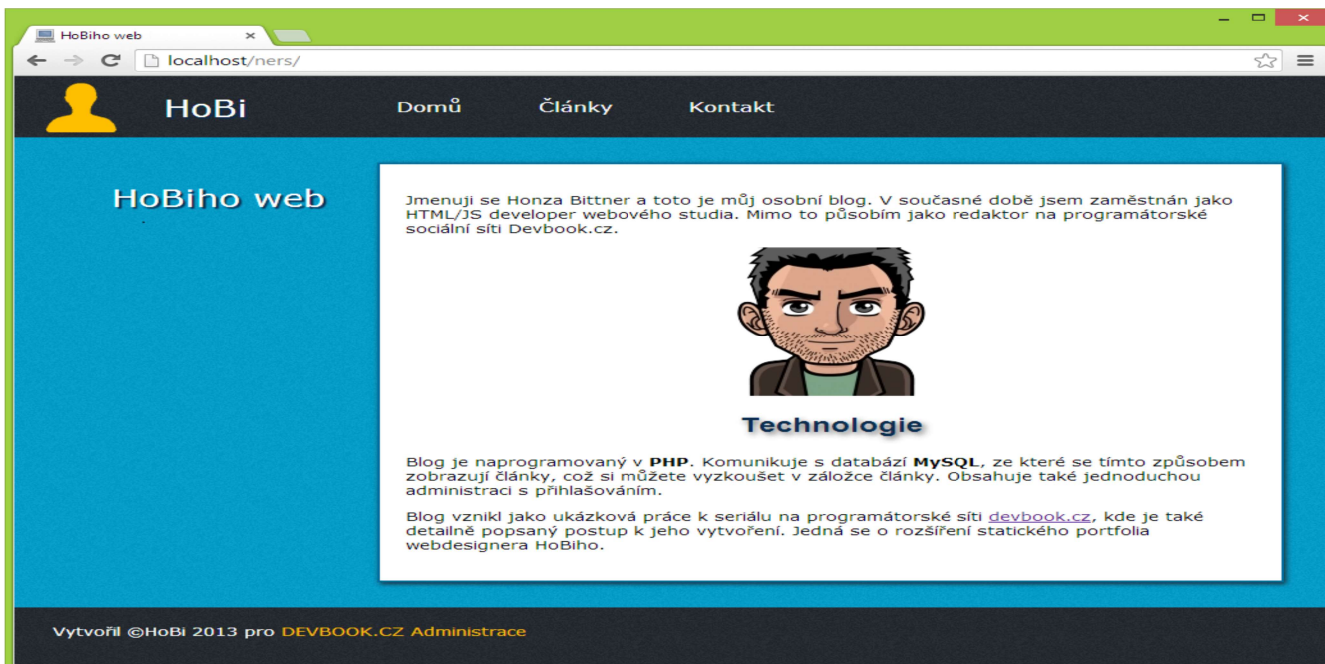 HoBiho web
localhost/ners/
HoBi Domů Články Kontakt
HoBiho web
Jmenuji se Honza Bittner a toto je můj osobní blog. V současné době jsem zaměstnán jako
HTML/JS developer webového studia. Mimo to působím jako redaktor na programátorské
sociální síti Devbook.cz.
Technologie
Blog je naprogramovaný v PHP. Komunikuje s databází MySQL, ze které se tímto způsobem
zobrazují články, což si můžete vyzkoušet v záložce články. Obsahuje také jednoduchou
administraci s přihlašováním.
Blog vznikl jako ukázková práce k seriálu na programátorské síti devbook.cz, kde je také
detailně popsaný postup k jeho vytvoření. Jedná se o rozšíření statického portfolia
webdesignera HoBiho.
Vytvořil ©HoBi 2013 pro DEVBOOK.CZ Administrace